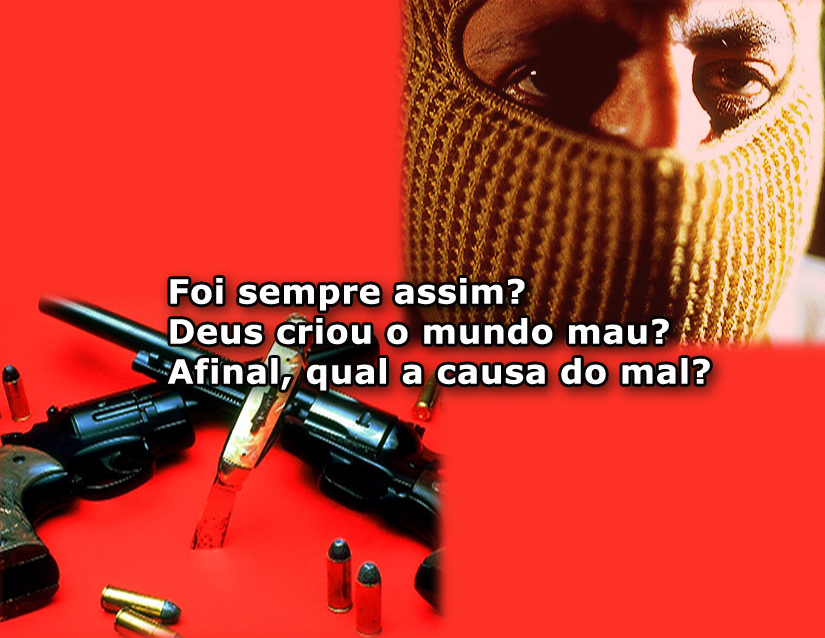 Foi sempre assim?
Deus criou o mundo mau?
Afinal, qual a causa do mal?